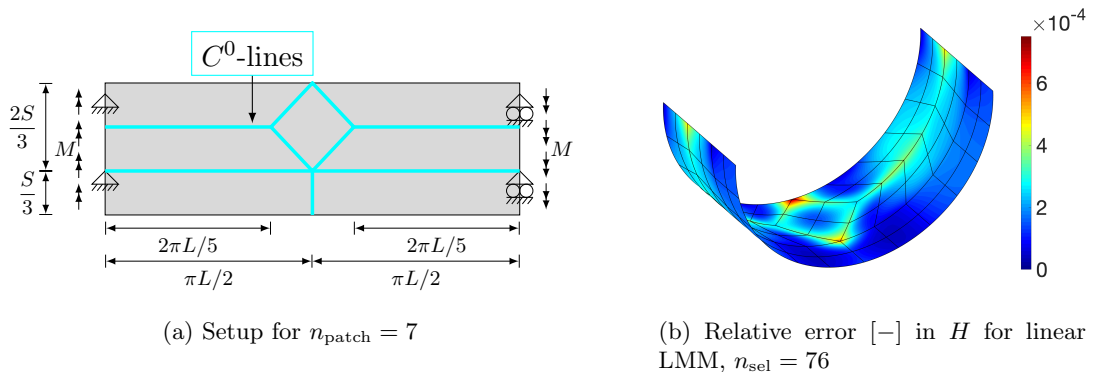 C⁰-lines
2S/3
S/3
M
M
2πL/5
2πL/5
πL/2
πL/2
(a) Setup for n_patch = 7
×10⁻⁴
6
4
2
0
(b) Relative error [−] in H for linear
LMM, n_sel = 76